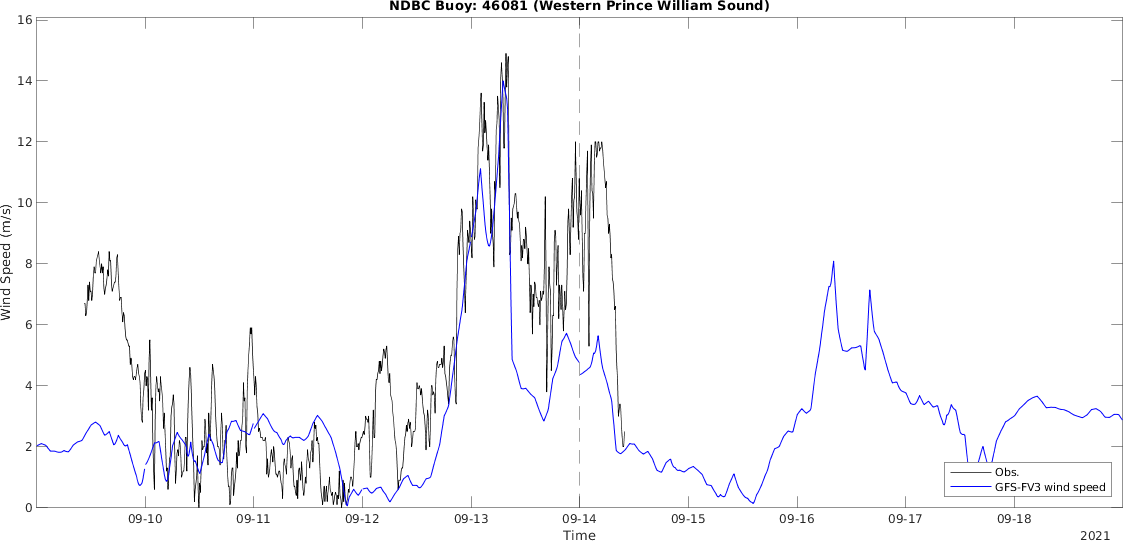 NDBC Buoy: 46081 (Western Prince William Sound)
16
14
12
10
8
6
4
2
0
Wind Speed (m/s)
Obs.
GFS-FV3 wind speed
09-10 09-11 09-12 09-13 09-14 09-15 09-16 09-17 09-18
Time
2021